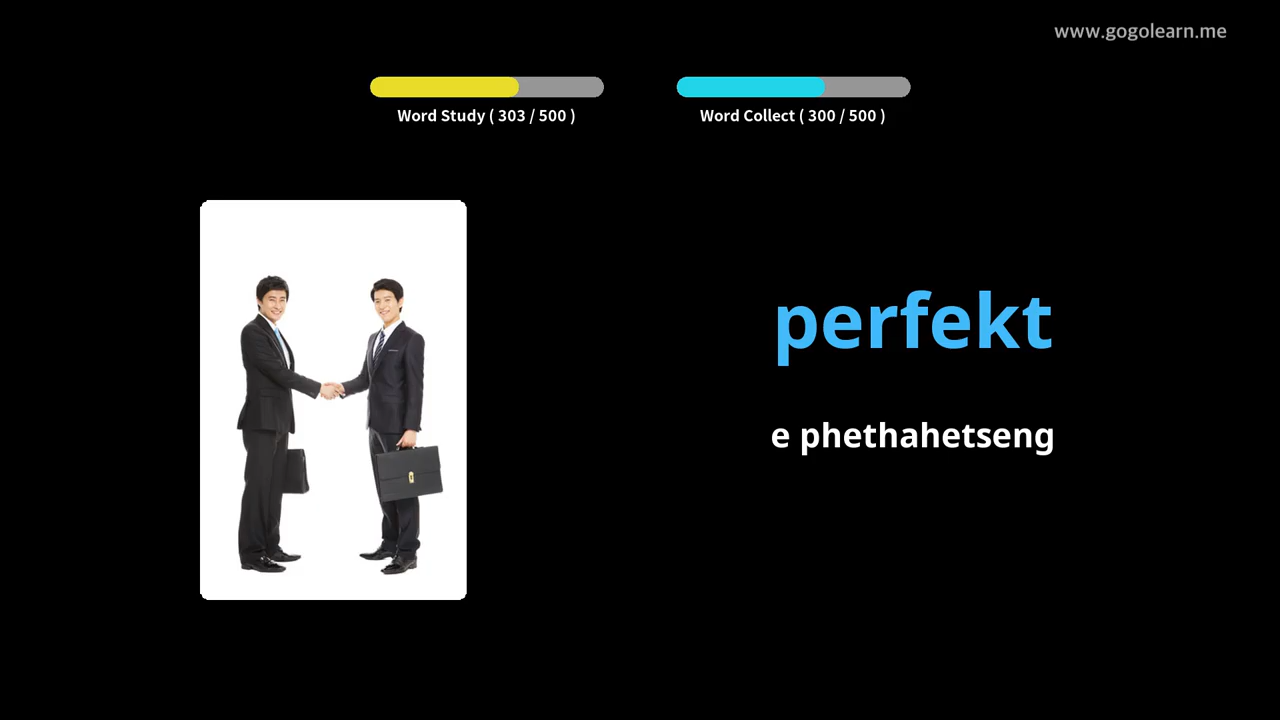 www.gogolearn.me
Word Study ( 303 / 500 )
Word Collect ( 300 / 500 )
perfekt
e phethahetseng